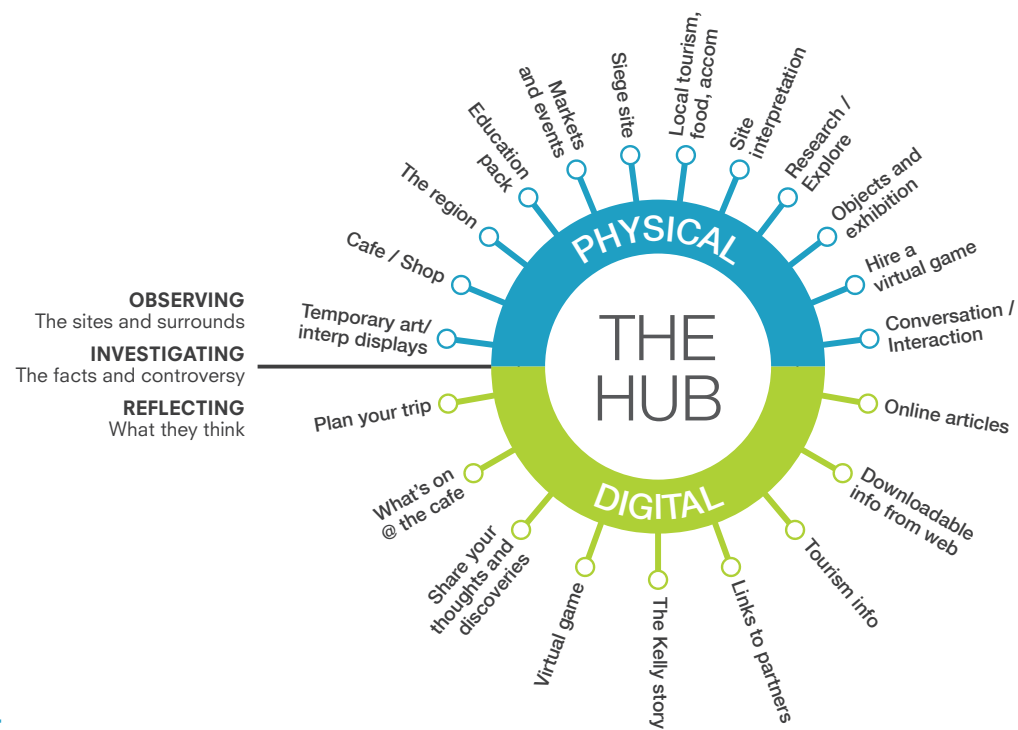 OBSERVING
The sites and surrounds
INVESTIGATING
The facts and controversy
REFLECTING
What they think
THE
HUB
PHYSICAL
Temporary art/
interp displays
Cafe / Shop
The region
Education
pack
Markets
and events
Siege site
Local tourism,
food, accom
Site
interpretation
Research /
Explore
Objects and
exhibition
Hire a
virtual game
Conversation /
Interaction
DIGITAL
Plan your trip
What's on
@ the cafe
Share your
thoughts and
discoveries
Virtual game
The Kelly story
Links to partners
Tourism info
Downloadable
info from web
Online articles